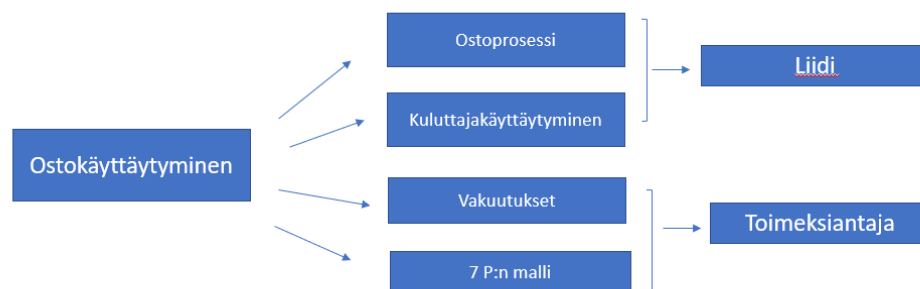 Ostoprosessi
Liidi
Kuluttajakäyttäytyminen
Ostokäyttäytyminen
Vakuutukset
Toimeksiantaja
7 P:n malli